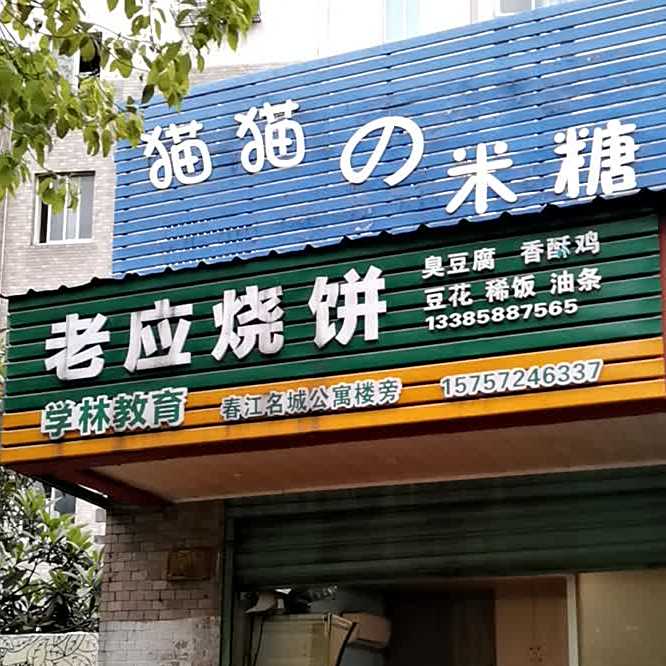 猫猫の米糖
老应烧饼
臭豆腐 香酥鸡
豆花 稀饭 油条
13385887565
学林教育 春江名城公寓楼旁 15757246337